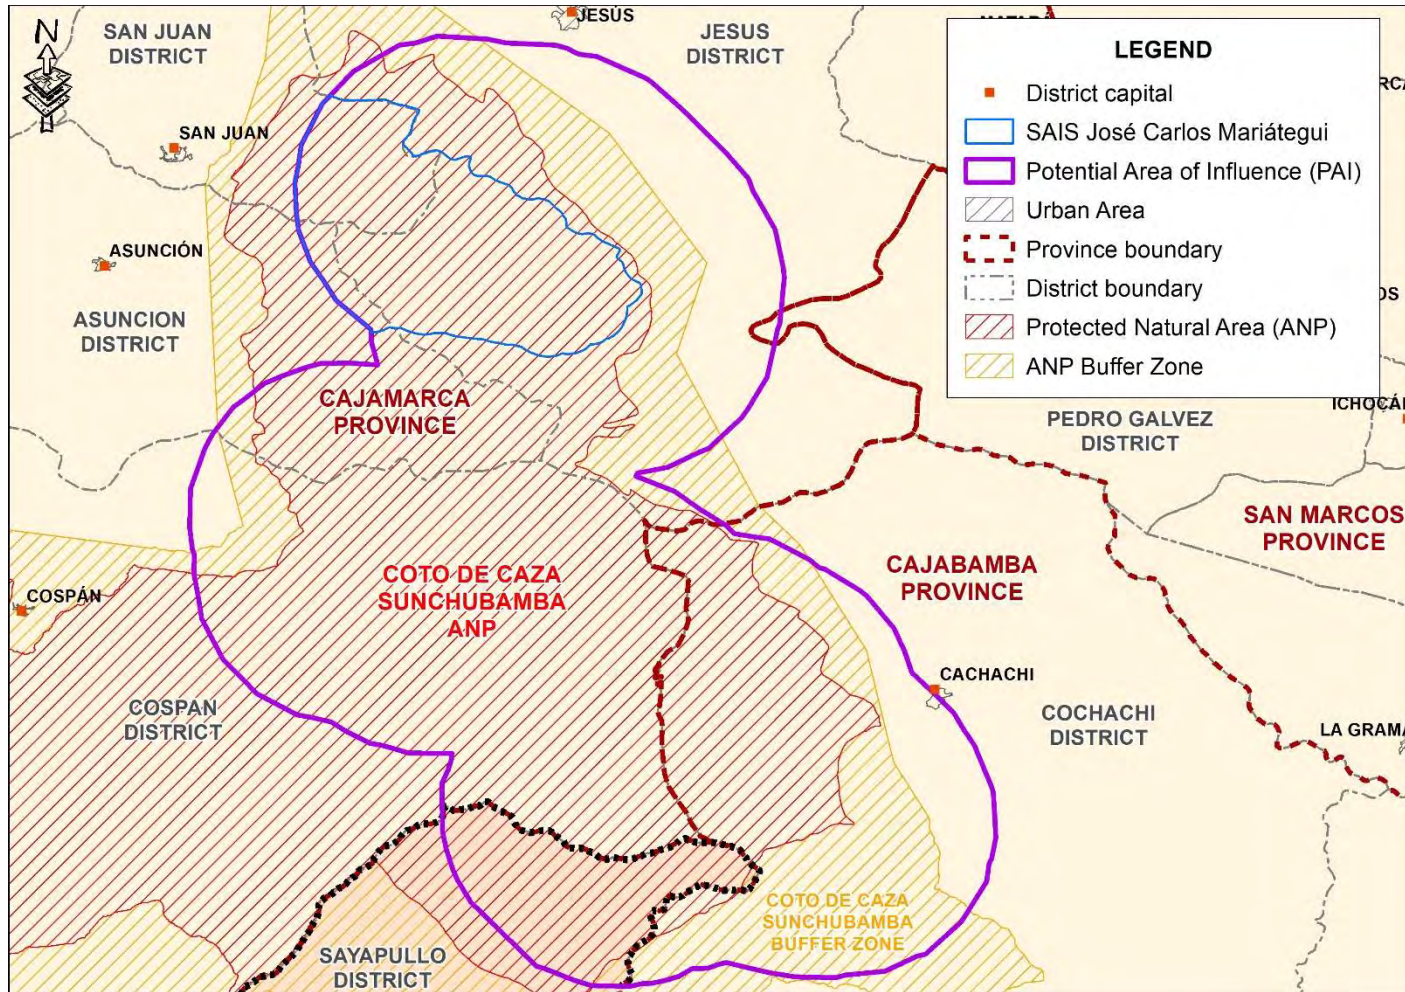 N
SAN JUAN
DISTRICT
JESÚS
JESUS
DISTRICT
LEGEND
District capital
SAIS José Carlos Mariátegui
Potential Area of Influence (PAI)
Urban Area
Province boundary
District boundary
Protected Natural Area (ANP)
ANP Buffer Zone
SAN JUAN
ASUNCIÓN
ASUNCION
DISTRICT
CAJAMARCA
PROVINCE
PEDRO GALVEZ
DISTRICT
SAN MARCOS
PROVINCE
COTO DE CAZA
SUNCHUBAMBA
ANP
CAJABAMBA
PROVINCE
COSPÁN
COSPAN
DISTRICT
CACHACHI
COCHACHI
DISTRICT
LA GRAMA
COTO DE CAZA
SUNCHUBAMBA
BUFFER ZONE
SAYAPULLO
DISTRICT